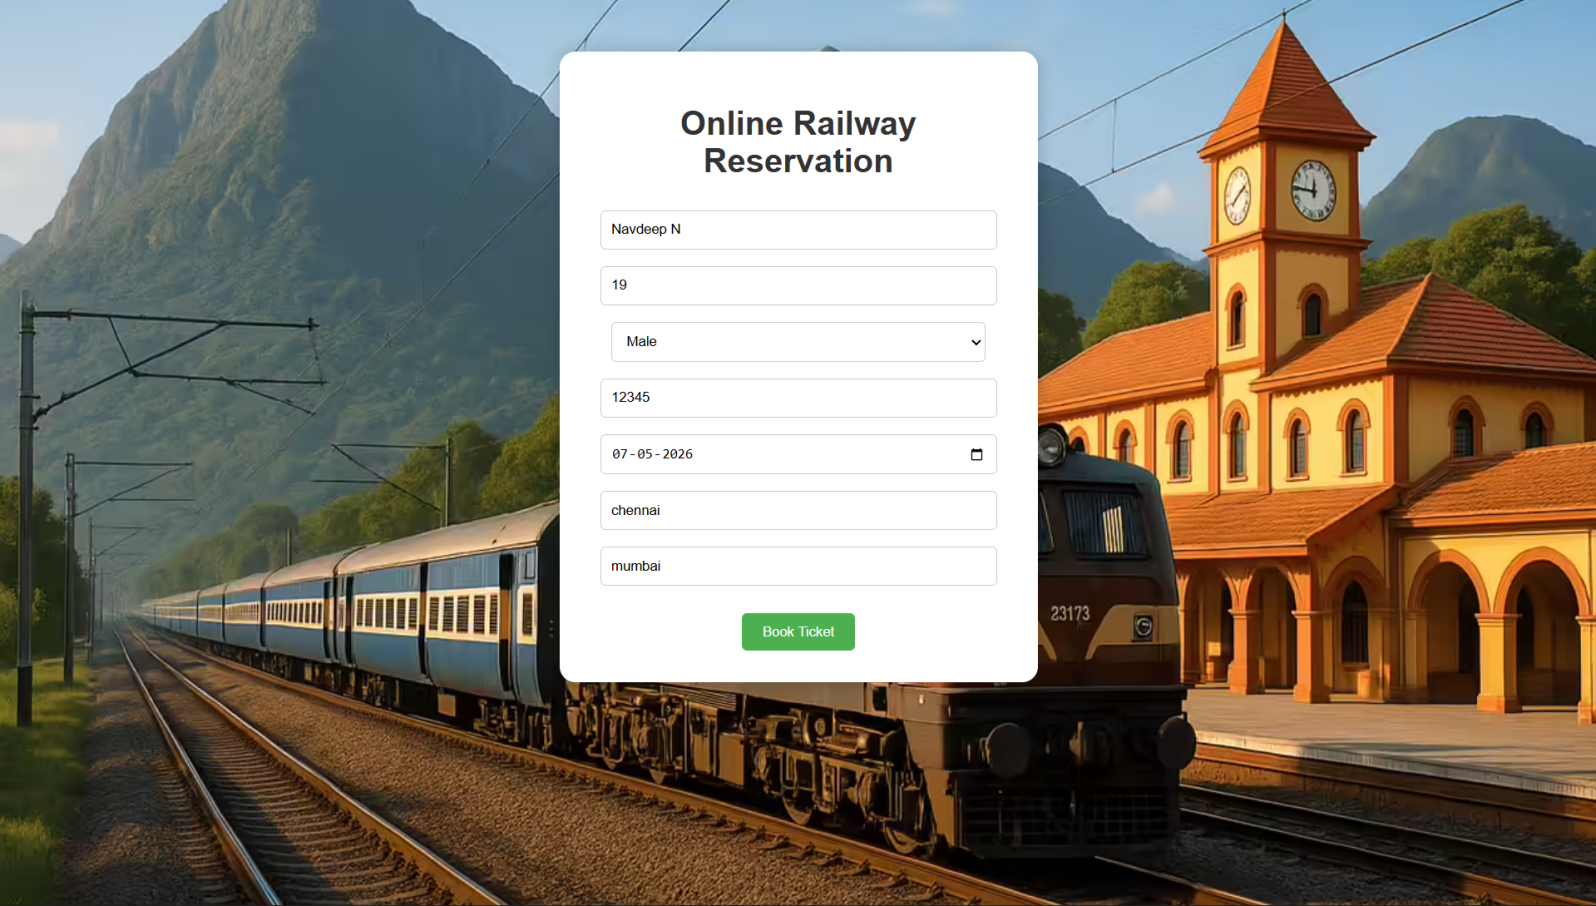 Online Railway
Reservation
Navdeep N
19
Male
12345
07-05-2026
chennai
mumbai
Book Ticket
23173